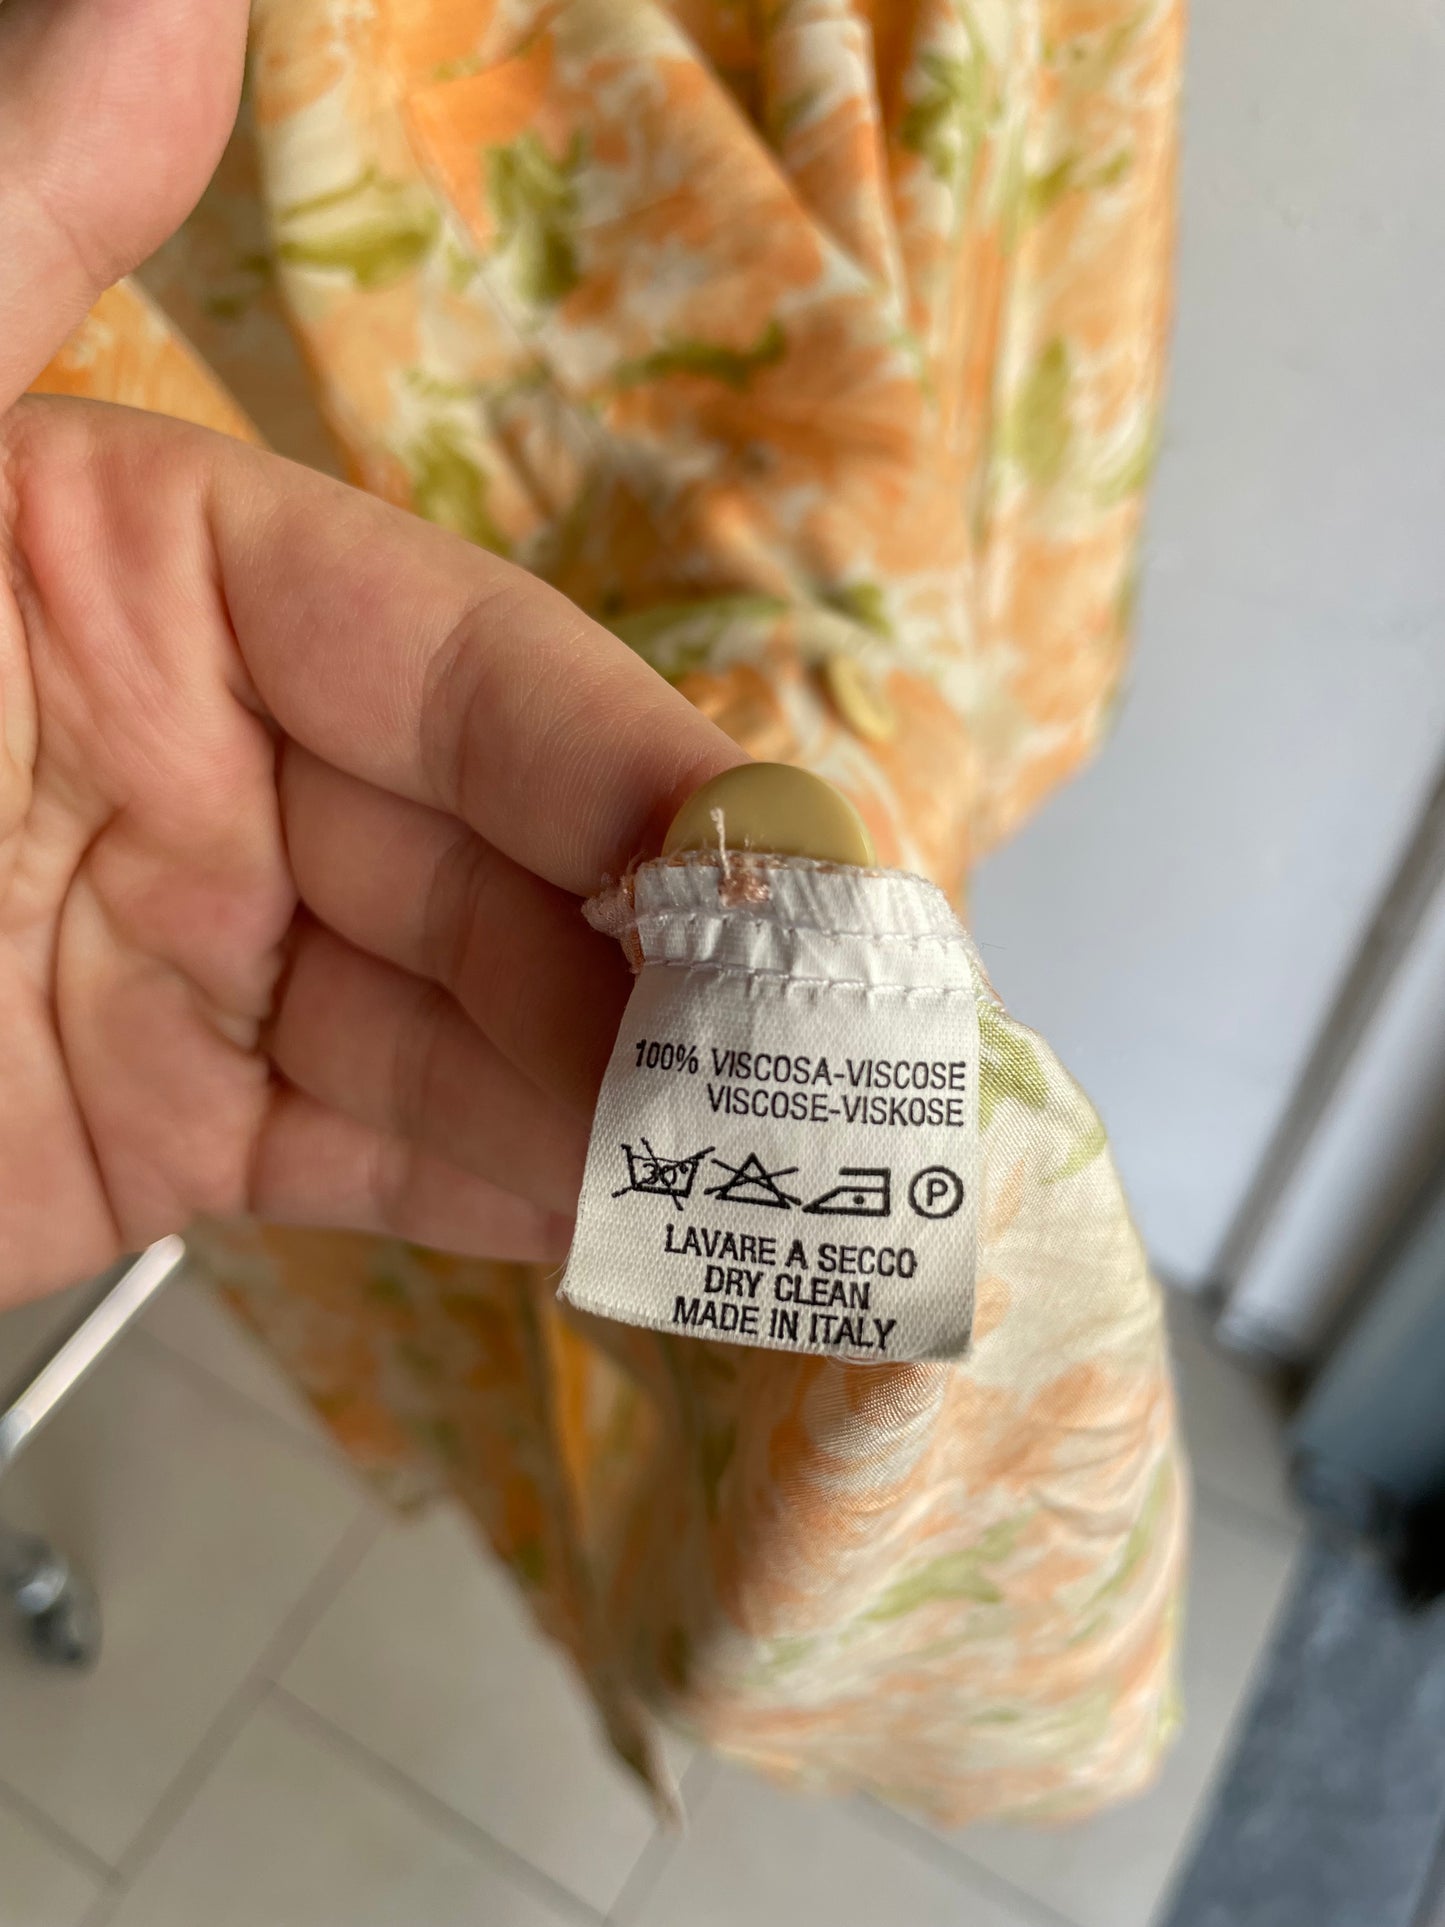 100% VISCOSA-VISCOSE
VISCOSE-VISKOSE
30° P
LAVARE A SECCO
DRY CLEAN
MADE IN ITALY